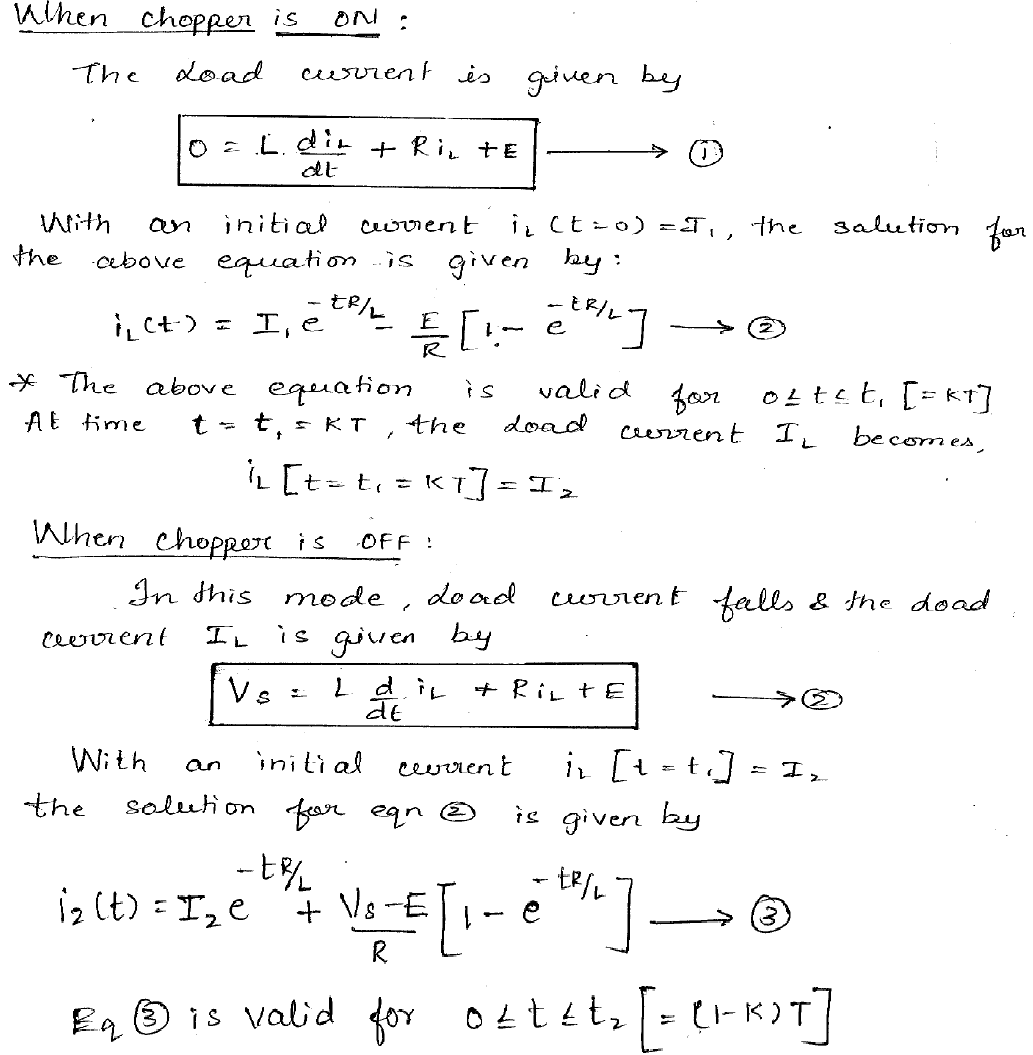 When chopper is ON :
The load current is given by
0 = L diL/dt + R iL + E → ①
With an initial current iL (t=0) = I1, the solution for
the above equation is given by :
iL(t) = I1 e^(-tR/L) - E/R [1 - e^(-tR/L)] → ②
* The above equation is valid for 0 ≤ t ≤ t1 [= KT]
At time t = t1 = KT, the load current IL becomes,
iL [t = t1 = KT] = I2
When chopper is OFF :
In this mode, load current falls & the load
current IL is given by
Vs = L d/dt iL + R iL + E → ②
With an initial current iL [t = t1] = I2
the solution for eqn ② is given by
i2(t) = I2 e^(-tR/L) + (Vs-E)/R [1 - e^(-tR/L)] → ③
Eq ③ is valid for 0 ≤ t ≤ t2 [= (1-K)T]